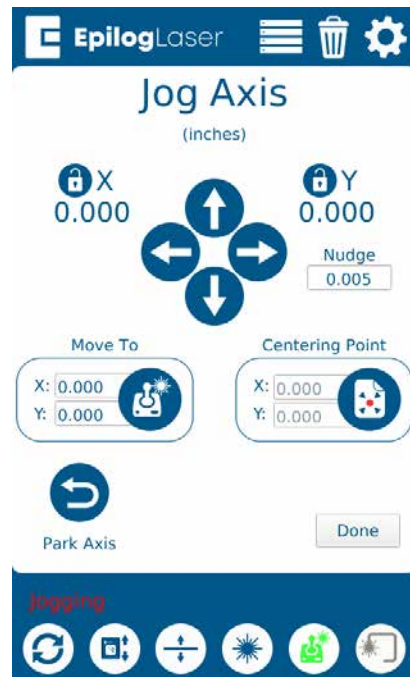 EpilogLaser
Jog Axis
(inches)
X
Y
0.000
0.000
Nudge
0.005
Move To
Centering Point
X: 0.000
Y: 0.000
X: 0.000
Y: 0.000
Park Axis
Done
Jogging